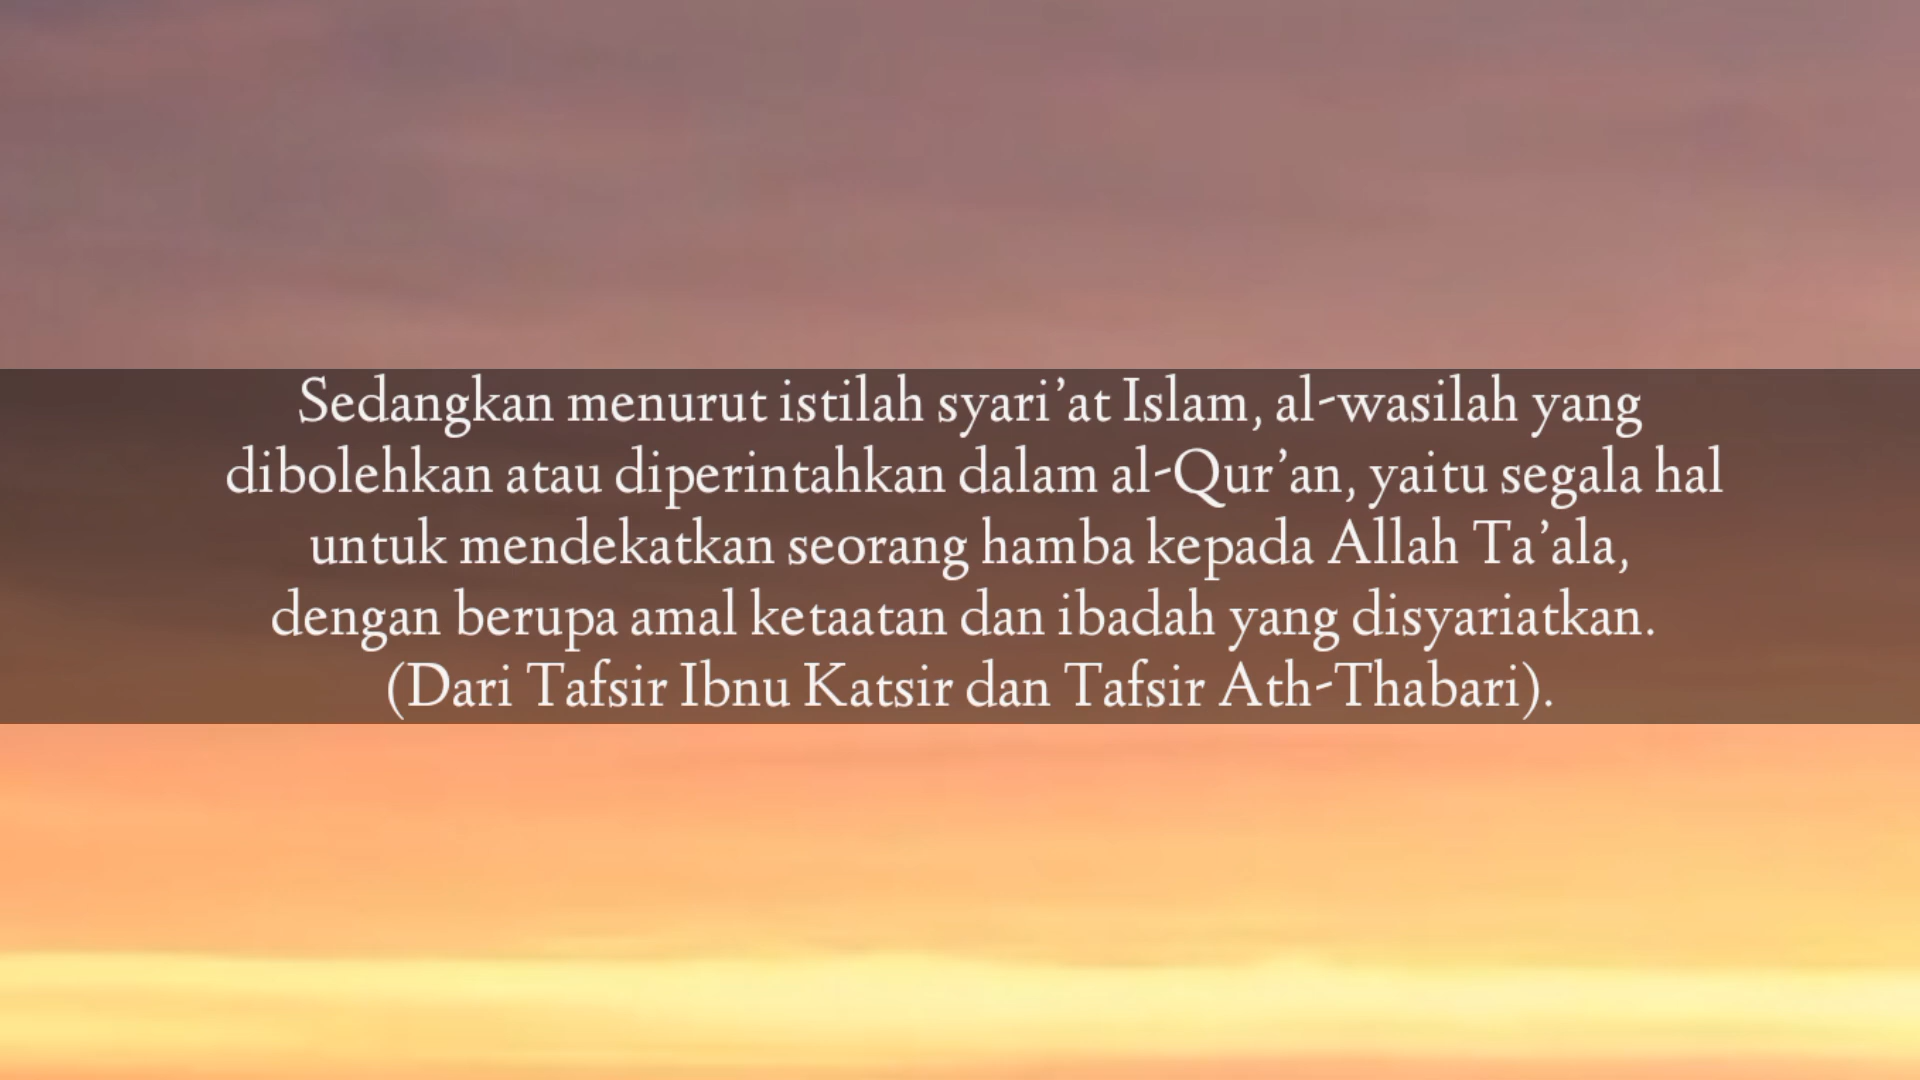 Sedangkan menurut istilah syari’at Islam, al-wasilah yang
dibolehkan atau diperintahkan dalam al-Qur’an, yaitu segala hal
untuk mendekatkan seorang hamba kepada Allah Ta’ala,
dengan berupa amal ketaatan dan ibadah yang disyariatkan.
(Dari Tafsir Ibnu Katsir dan Tafsir Ath-Thabari).